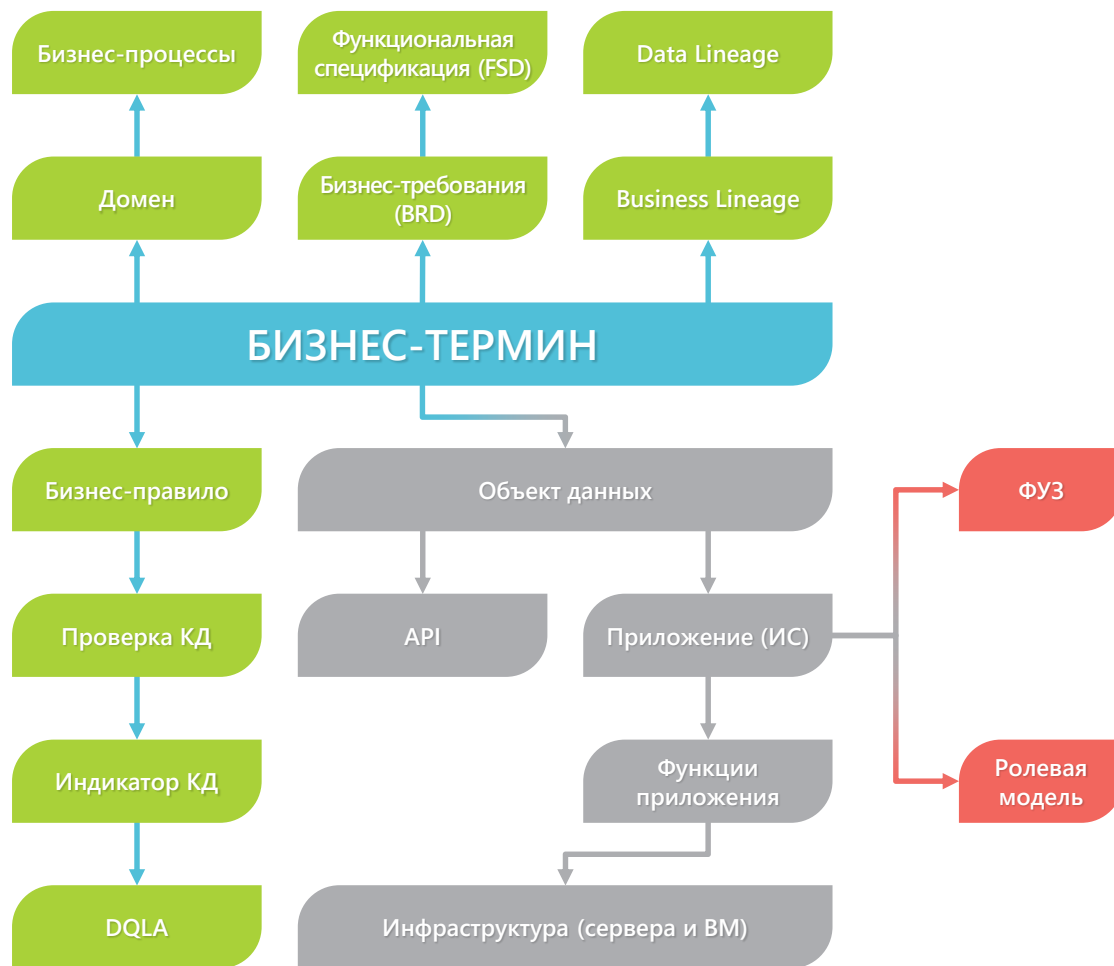 Бизнес-процессы
Функциональная
спецификация (FSD)
Data Lineage
Домен
Бизнес-требования
(BRD)
Business Lineage
БИЗНЕС-ТЕРМИН
Бизнес-правило
Объект данных
ФУЗ
Проверка КД
API
Приложение (ИС)
Индикатор КД
Функции
приложения
Ролевая
модель
DQLA
Инфраструктура (сервера и ВМ)